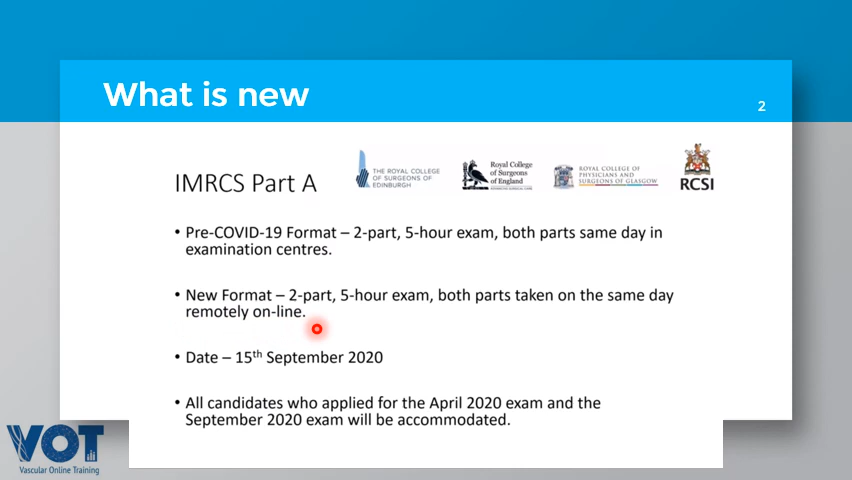 What is new
2
IMRCS Part A
THE ROYAL COLLEGE
OF SURGEONS OF
EDINBURGH
Royal College
of Surgeons
of England
ROYAL COLLEGE OF
PHYSICIANS AND
SURGEONS OF GLASGOW
RCSI
• Pre-COVID-19 Format – 2-part, 5-hour exam, both parts same day in
examination centres.
• New Format – 2-part, 5-hour exam, both parts taken on the same day
remotely on-line.
• Date – 15th September 2020
• All candidates who applied for the April 2020 exam and the
September 2020 exam will be accommodated.
VOT
Vascular Online Training